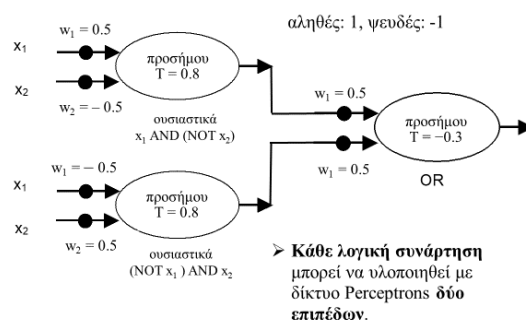 αληθές: 1, ψευδές: -1
x₁
w₁ = 0.5
x₂
w₂ = – 0.5
προσήμου
T = 0.8
ουσιαστικά
x₁ AND (NOT x₂)
w₁ = 0.5
w₁ = 0.5
προσήμου
T = −0.3
OR
x₁
w₁ = – 0.5
x₂
w₂ = 0.5
προσήμου
T = 0.8
ουσιαστικά
(NOT x₁ ) AND x₂
➢ Κάθε λογική συνάρτηση
μπορεί να υλοποιηθεί με
δίκτυο Perceptrons δύο
επιπέδων.